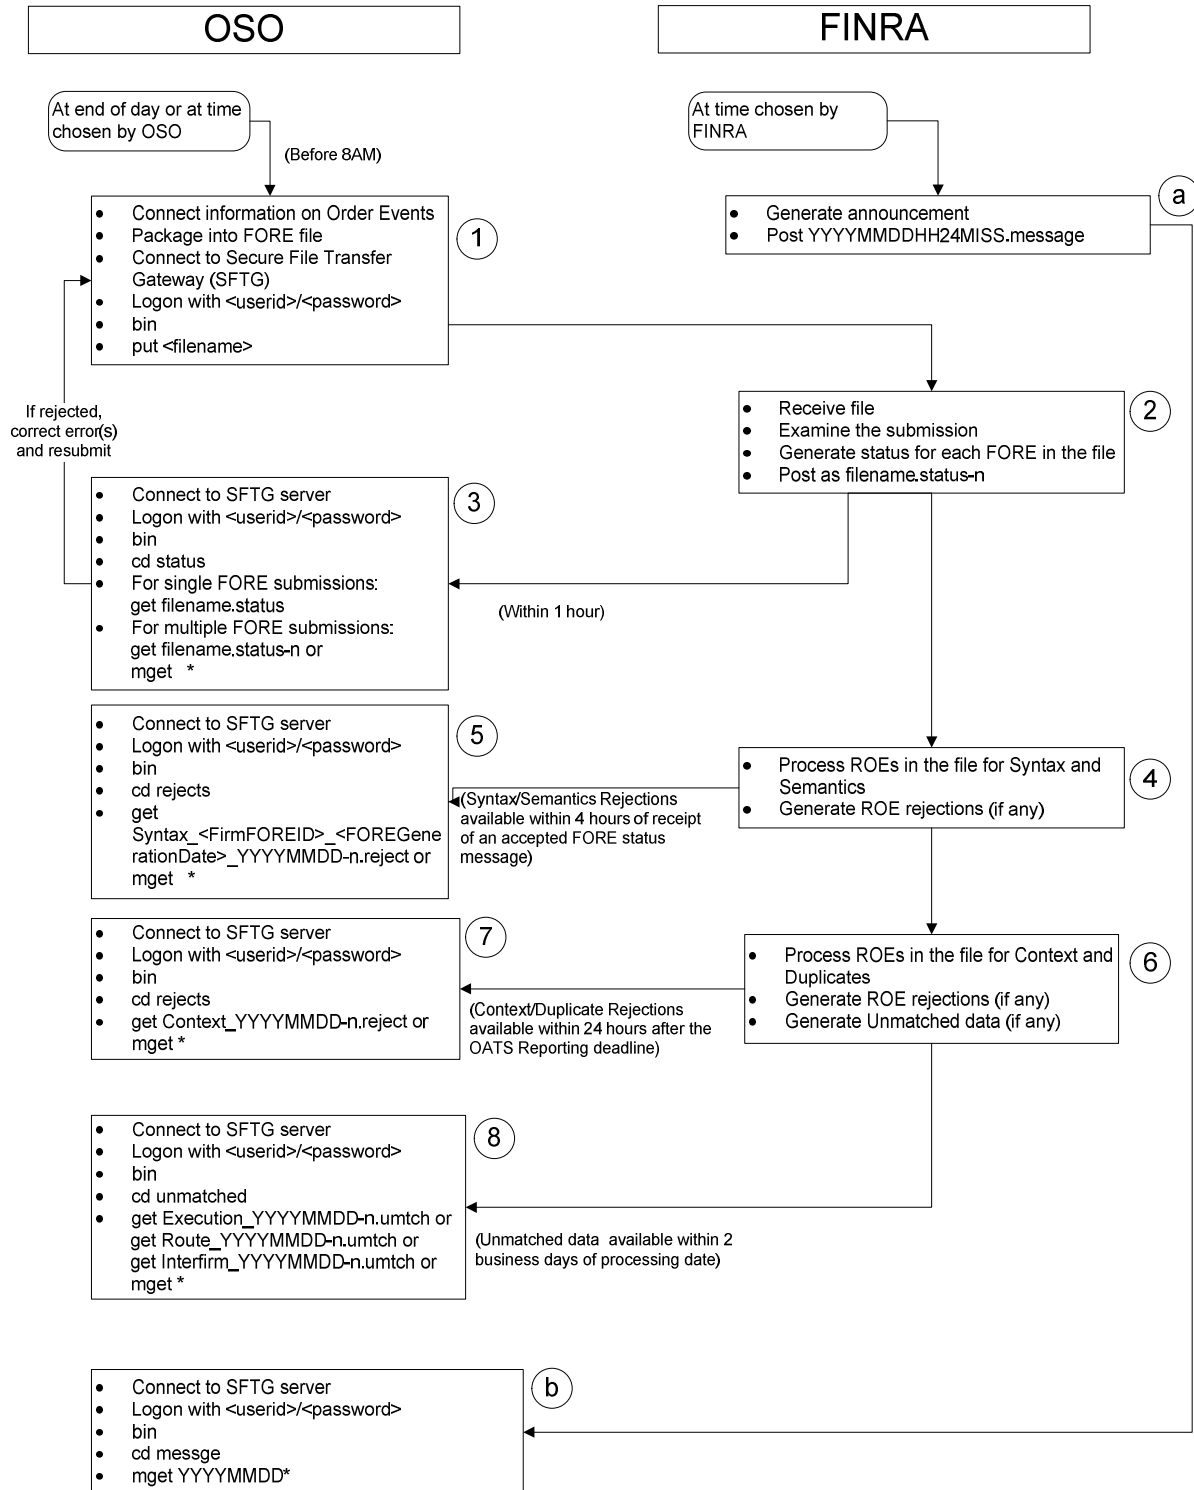 OSO
FINRA
At end of day or at time
chosen by OSO
At time chosen by
FINRA
(Before 8AM)
a
• Generate announcement
• Post YYYYMMDDHH24MISS.message
1
• Connect information on Order Events
• Package into FORE file
• Connect to Secure File Transfer
Gateway (SFTG)
• Logon with <userid>/<password>
• bin
• put <filename>
2
• Receive file
• Examine the submission
• Generate status for each FORE in the file
• Post as filename.status-n
If rejected,
correct error(s)
and resubmit
3
• Connect to SFTG server
• Logon with <userid>/<password>
• bin
• cd status
• For single FORE submissions:
get filename.status
• For multiple FORE submissions:
get filename.status-n or
mget *
(Within 1 hour)
4
• Process ROEs in the file for Syntax and
Semantics
• Generate ROE rejections (if any)
5
• Connect to SFTG server
• Logon with <userid>/<password>
• bin
• cd rejects
• get
Syntax_<FirmFOREID>_<FOREGene
rationDate>_YYYYMMDD-n.reject or
mget *
(Syntax/Semantics Rejections
available within 4 hours of receipt
of an accepted FORE status
message)
6
• Process ROEs in the file for Context and
Duplicates
• Generate ROE rejections (if any)
• Generate Unmatched data (if any)
7
• Connect to SFTG server
• Logon with <userid>/<password>
• bin
• cd rejects
• get Context_YYYYMMDD-n.reject or
mget *
(Context/Duplicate Rejections
available within 24 hours after the
OATS Reporting deadline)
8
• Connect to SFTG server
• Logon with <userid>/<password>
• bin
• cd unmatched
• get Execution_YYYYMMDD-n.umtch or
get Route_YYYYMMDD-n.umtch or
get Interfirm_YYYYMMDD-n.umtch or
mget *
(Unmatched data available within 2
business days of processing date)
b
• Connect to SFTG server
• Logon with <userid>/<password>
• bin
• cd messge
• mget YYYYMMDD*